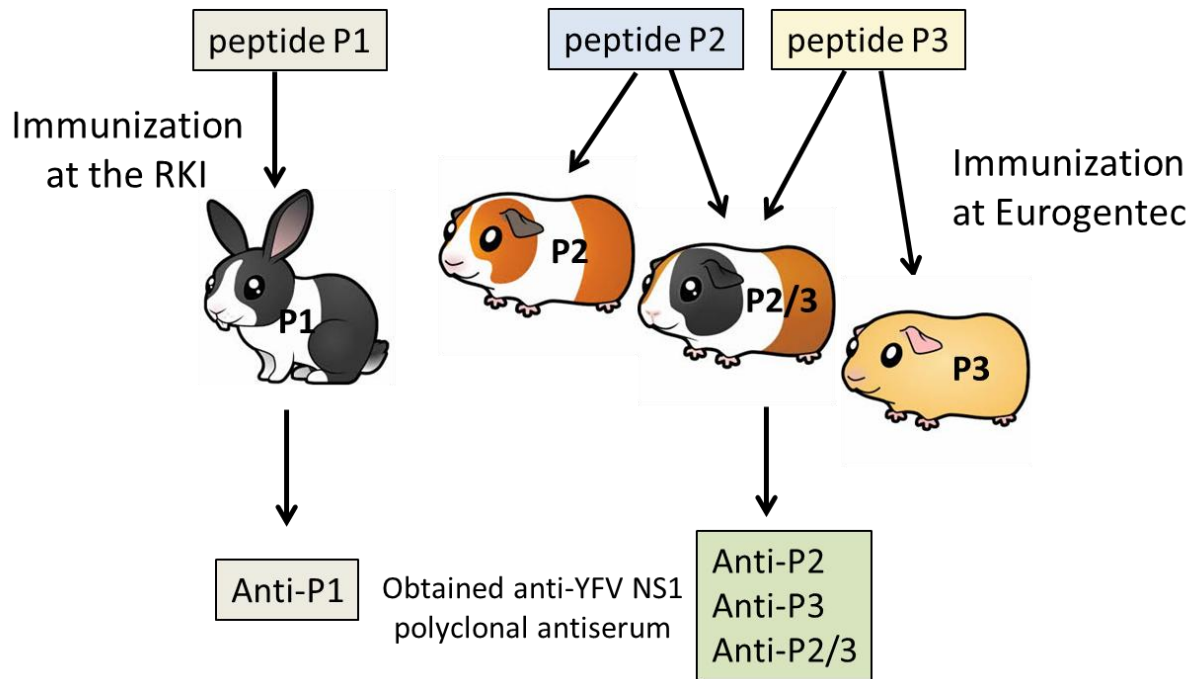 peptide P1
peptide P2
peptide P3
Immunization
at the RKI
Immunization
at Eurogentec
P1
P2
P2/3
P3
Anti-P1
Obtained anti-YFV NS1
polyclonal antiserum
Anti-P2
Anti-P3
Anti-P2/3